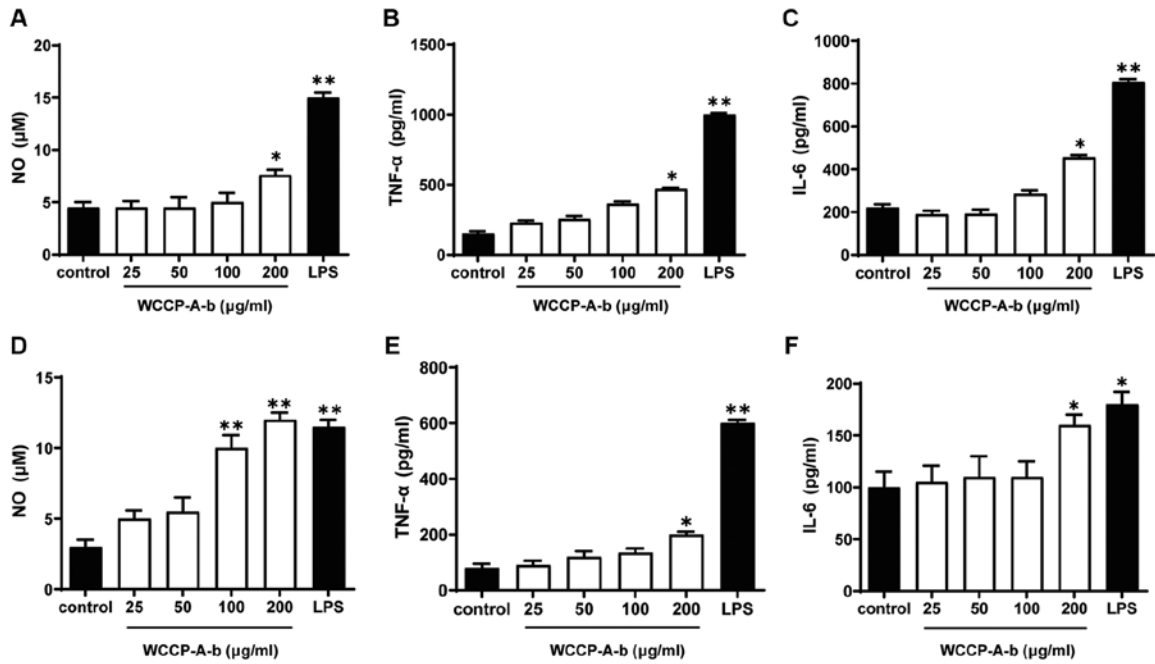 A
NO (μM)
20
15
10
5
0
*
**
control 25 50 100 200 LPS
WCCP-A-b (μg/ml)
B
TNF-α (pg/ml)
1500
1000
500
0
*
**
control 25 50 100 200 LPS
WCCP-A-b (μg/ml)
C
IL-6 (pg/ml)
1000
800
600
400
200
0
*
**
control 25 50 100 200 LPS
WCCP-A-b (μg/ml)
D
NO (μM)
15
10
5
0
** ** **
control 25 50 100 200 LPS
WCCP-A-b (μg/ml)
E
TNF-α (pg/ml)
800
600
400
200
0
*
**
control 25 50 100 200 LPS
WCCP-A-b (μg/ml)
F
IL-6 (pg/ml)
200
150
100
50
0
* *
control 25 50 100 200 LPS
WCCP-A-b (μg/ml)